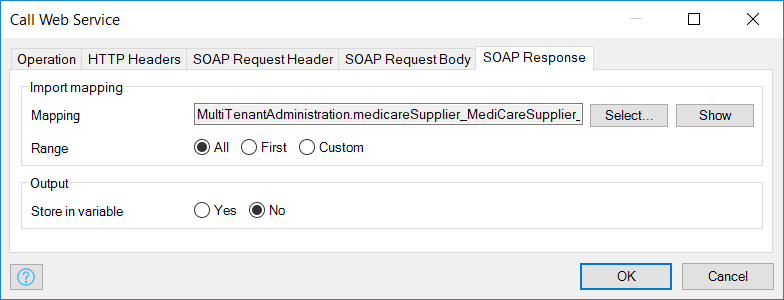 Call Web Service
Operation HTTP Headers SOAP Request Header SOAP Request Body SOAP Response
Import mapping
Mapping MultiTenantAdministration.medicareSupplier_MediCareSupplier_ Select... Show
Range All First Custom
Output
Store in variable Yes No
? OK Cancel